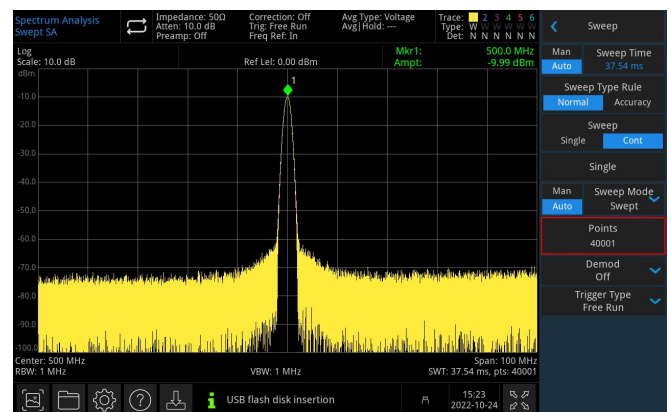 Spectrum Analysis
Swept SA
Impedance: 50Ω
Atten: 10.0 dB
Preamp: Off
Correction: Off
Trig: Free Run
Freq Ref: In
Avg Type: Voltage
Avg|Hold: ---
Trace: 1 2 3 4 5 6
Type: W W W W W W
Det: N N N N N N
Log
Scale: 10.0 dB
Ref Lel: 0.00 dBm
Mkr1: 500.0 MHz
Ampt: -9.99 dBm
dBm
1
-10.0
-20.0
-30.0
-40.0
-50.0
-60.0
-70.0
-80.0
-90.0
-100.0
Center: 500 MHz
RBW: 1 MHz
VBW: 1 MHz
Span: 100 MHz
SWT: 37.54 ms, pts: 40001
USB flash disk insertion
15:23
2022-10-24
Sweep
Man
Auto
Sweep Time
37.54 ms
Sweep Type Rule
Normal Accuracy
Sweep
Single Cont
Single
Man
Auto
Sweep Mode
Swept
Points
40001
Demod
Off
Trigger Type
Free Run